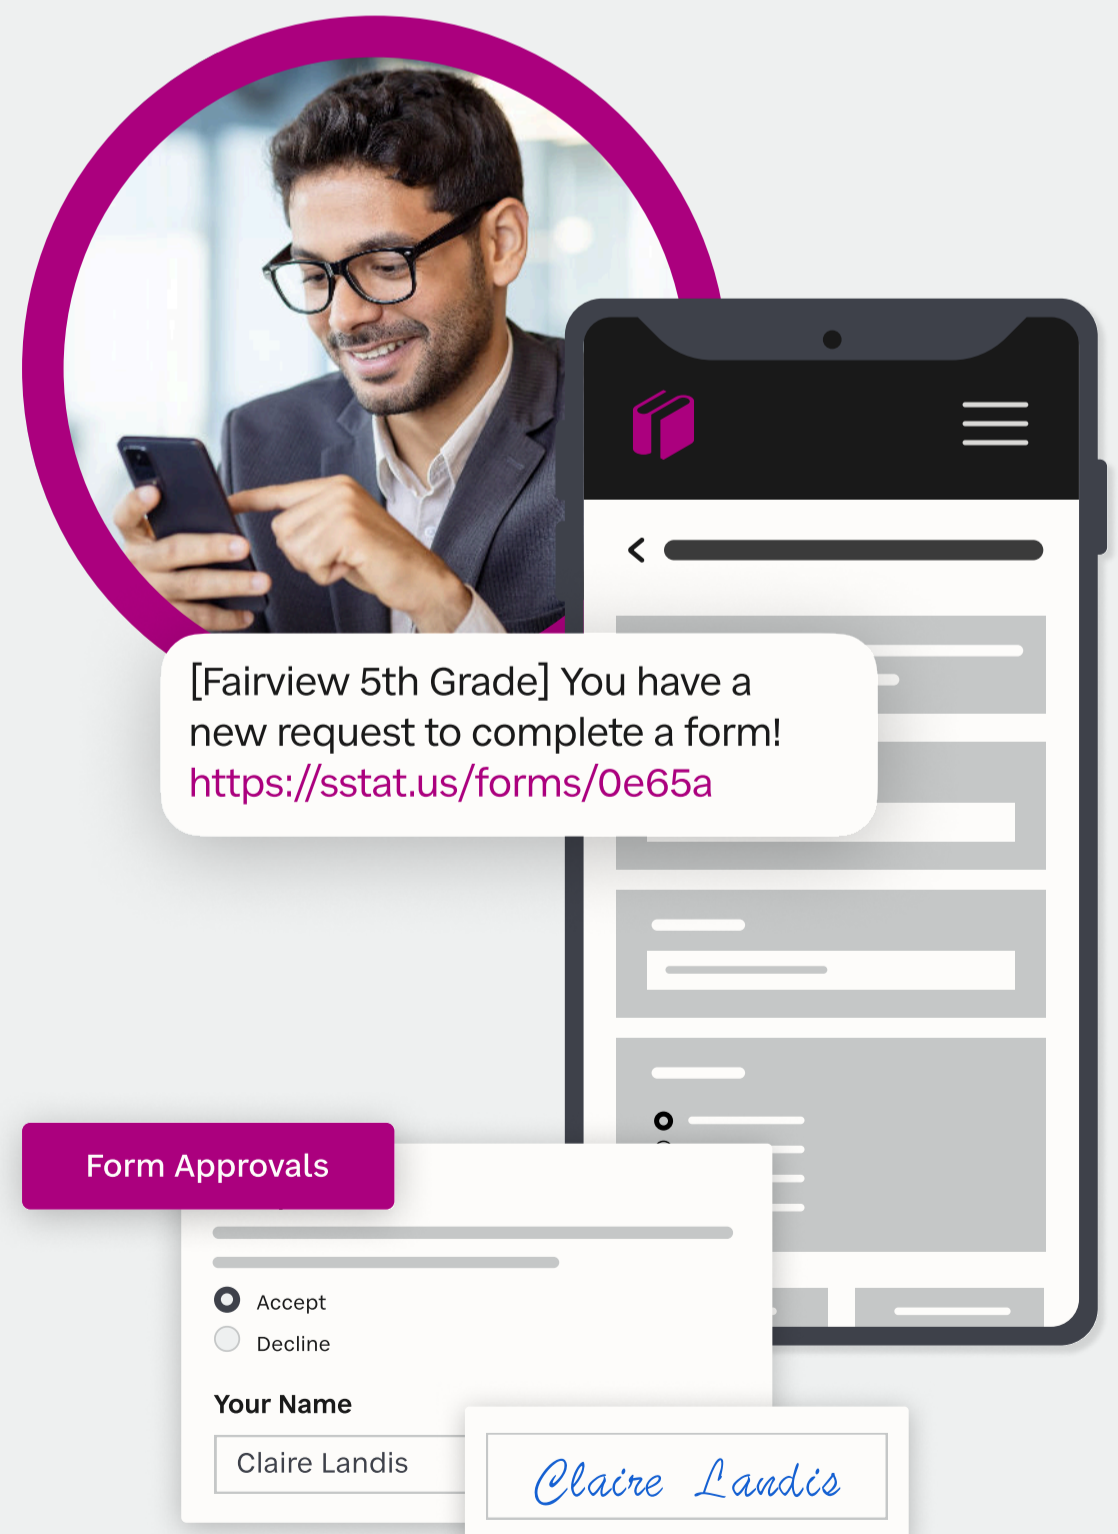 [Fairview 5th Grade] You have a
new request to complete a form!
https://sstat.us/forms/0e65a
Form Approvals
Accept
Decline
Your Name
Claire Landis
Claire Landis